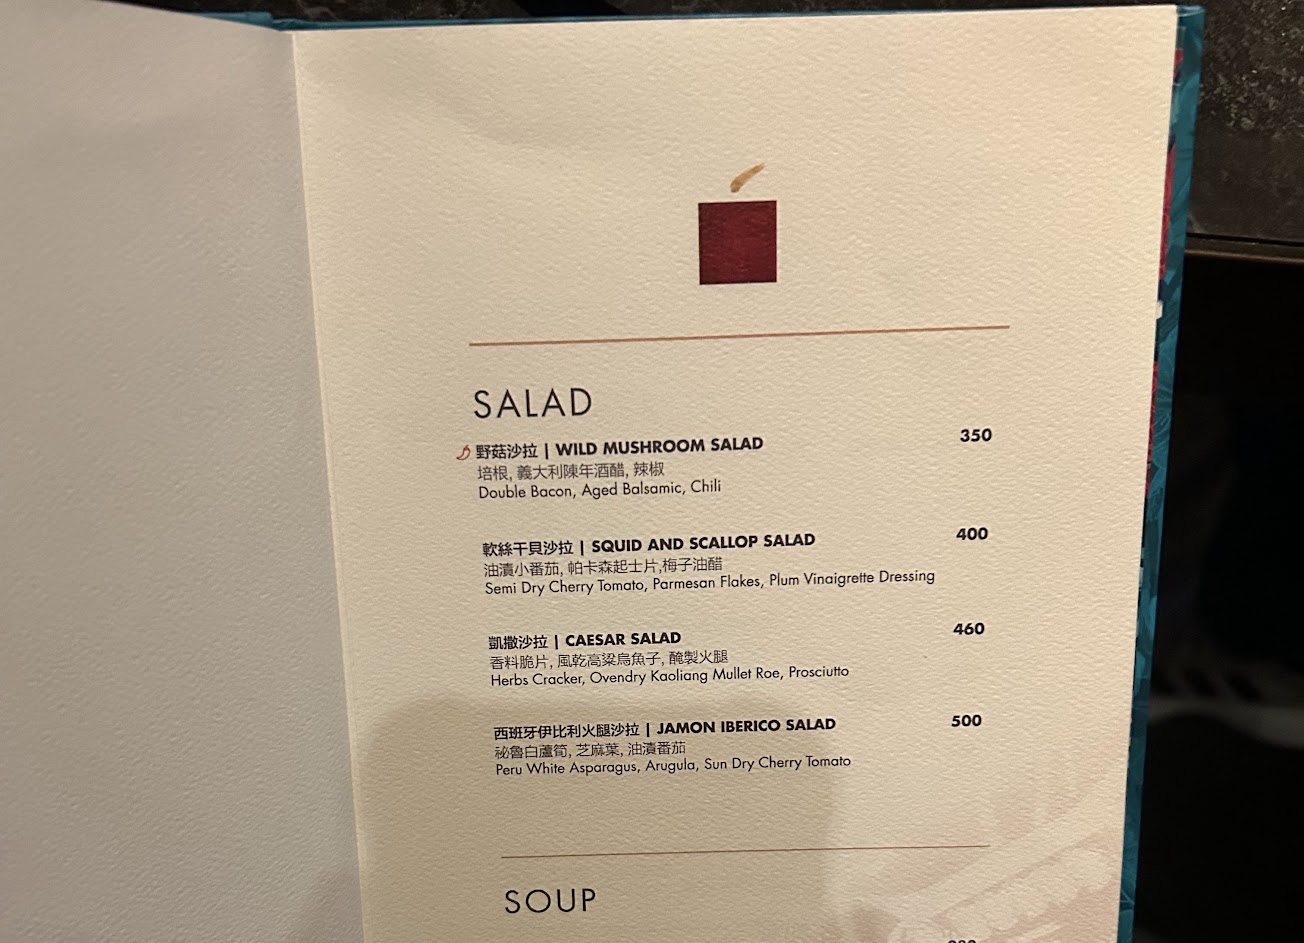 SALAD
野菇沙拉 | WILD MUSHROOM SALAD 350
培根, 義大利陳年酒醋, 辣椒
Double Bacon, Aged Balsamic, Chili
軟絲干貝沙拉 | SQUID AND SCALLOP SALAD 400
油漬小番茄, 帕卡森起士片,梅子油醋
Semi Dry Cherry Tomato, Parmesan Flakes, Plum Vinaigrette Dressing
凱撒沙拉 | CAESAR SALAD 460
香料脆片, 風乾高粱烏魚子, 醃製火腿
Herbs Cracker, Ovendry Kaoliang Mullet Roe, Prosciutto
西班牙伊比利火腿沙拉 | JAMON IBERICO SALAD 500
祕魯白蘆筍, 芝麻葉, 油漬番茄
Peru White Asparagus, Arugula, Sun Dry Cherry Tomato
SOUP